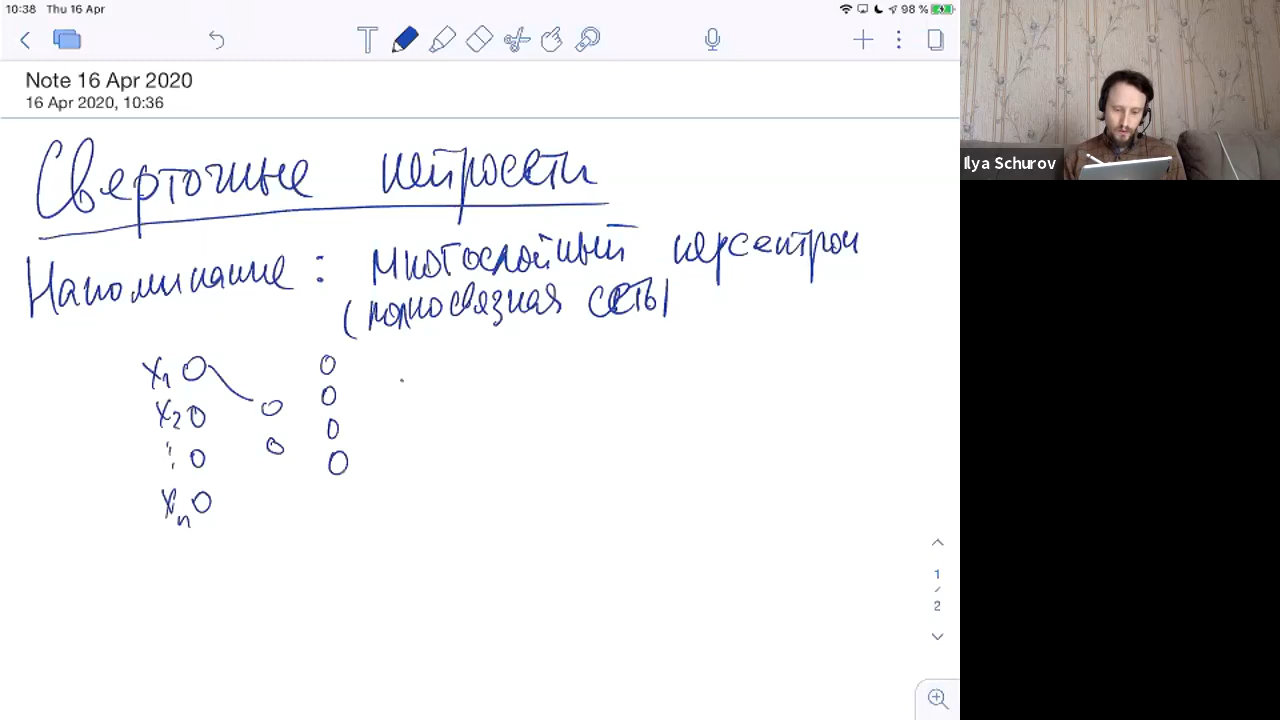 10:38 Thu 16 Apr
98 %
T
Note 16 Apr 2020
16 Apr 2020, 10:36
Сверточные нейросети
Напоминание: многослойный персептрон
(полносвязная сеть)
x1
x2
⋮
xn
1
/
2
Ilya Schurov